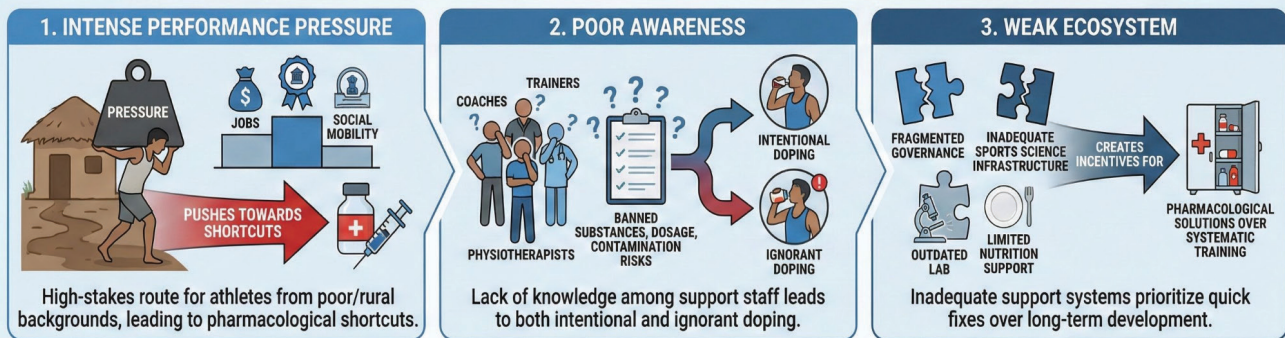 1. INTENSE PERFORMANCE PRESSURE
PRESSURE
$
JOBS
SOCIAL
MOBILITY
PUSHES TOWARDS
SHORTCUTS
High-stakes route for athletes from poor/rural
backgrounds, leading to pharmacological shortcuts.
2. POOR AWARENESS
TRAINERS
COACHES
? ? ? ?
? ? ? ? ?
PHYSIOTHERAPISTS
BANNED
SUBSTANCES, DOSAGE,
CONTAMINATION
RISKS
INTENTIONAL
DOPING
!
IGNORANT
DOPING
Lack of knowledge among support staff leads
to both intentional and ignorant doping.
3. WEAK ECOSYSTEM
FRAGMENTED
GOVERNANCE
INADEQUATE
SPORTS SCIENCE
INFRASTRUCTURE
OUTDATED
LAB
LIMITED
NUTRITION
SUPPORT
CREATES
INCENTIVES FOR
PHARMACOLOGICAL
SOLUTIONS OVER
SYSTEMATIC
TRAINING
Inadequate support systems prioritize quick
fixes over long-term development.